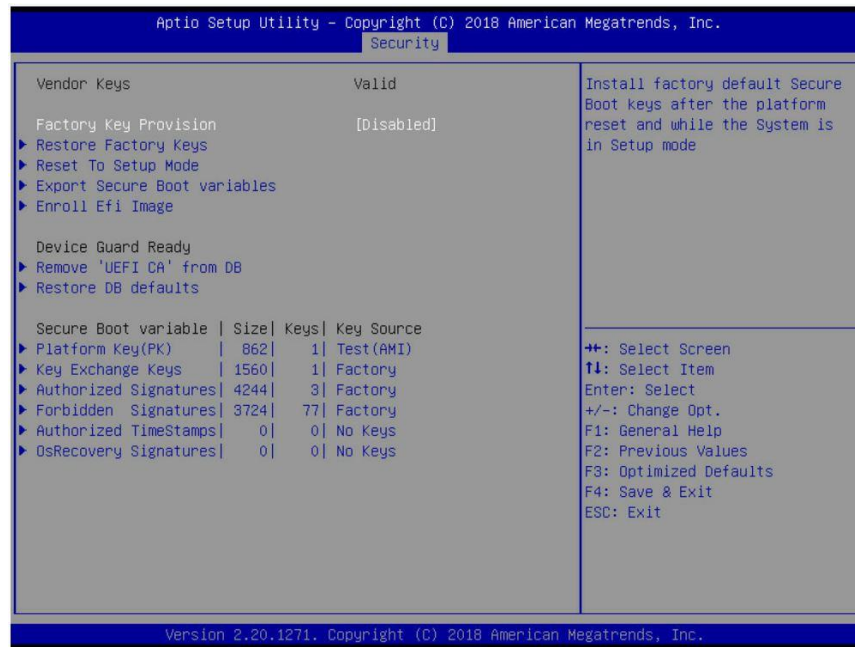 Aptio Setup Utility – Copyright (C) 2018 American Megatrends, Inc.
Security
Vendor Keys Valid
Factory Key Provision [Disabled]
▶ Restore Factory Keys
▶ Reset To Setup Mode
▶ Export Secure Boot variables
▶ Enroll Efi Image
Device Guard Ready
▶ Remove 'UEFI CA' from DB
▶ Restore DB defaults
Secure Boot variable | Size| Keys| Key Source
▶ Platform Key(PK) | 862| 1| Test(AMI)
▶ Key Exchange Keys | 1560| 1| Factory
▶ Authorized Signatures| 4244| 3| Factory
▶ Forbidden Signatures| 3724| 77| Factory
▶ Authorized TimeStamps| 0| 0| No Keys
▶ OsRecovery Signatures| 0| 0| No Keys
Install factory default Secure
Boot keys after the platform
reset and while the System is
in Setup mode
→←: Select Screen
↑↓: Select Item
Enter: Select
+/-: Change Opt.
F1: General Help
F2: Previous Values
F3: Optimized Defaults
F4: Save & Exit
ESC: Exit
Version 2.20.1271. Copyright (C) 2018 American Megatrends, Inc.